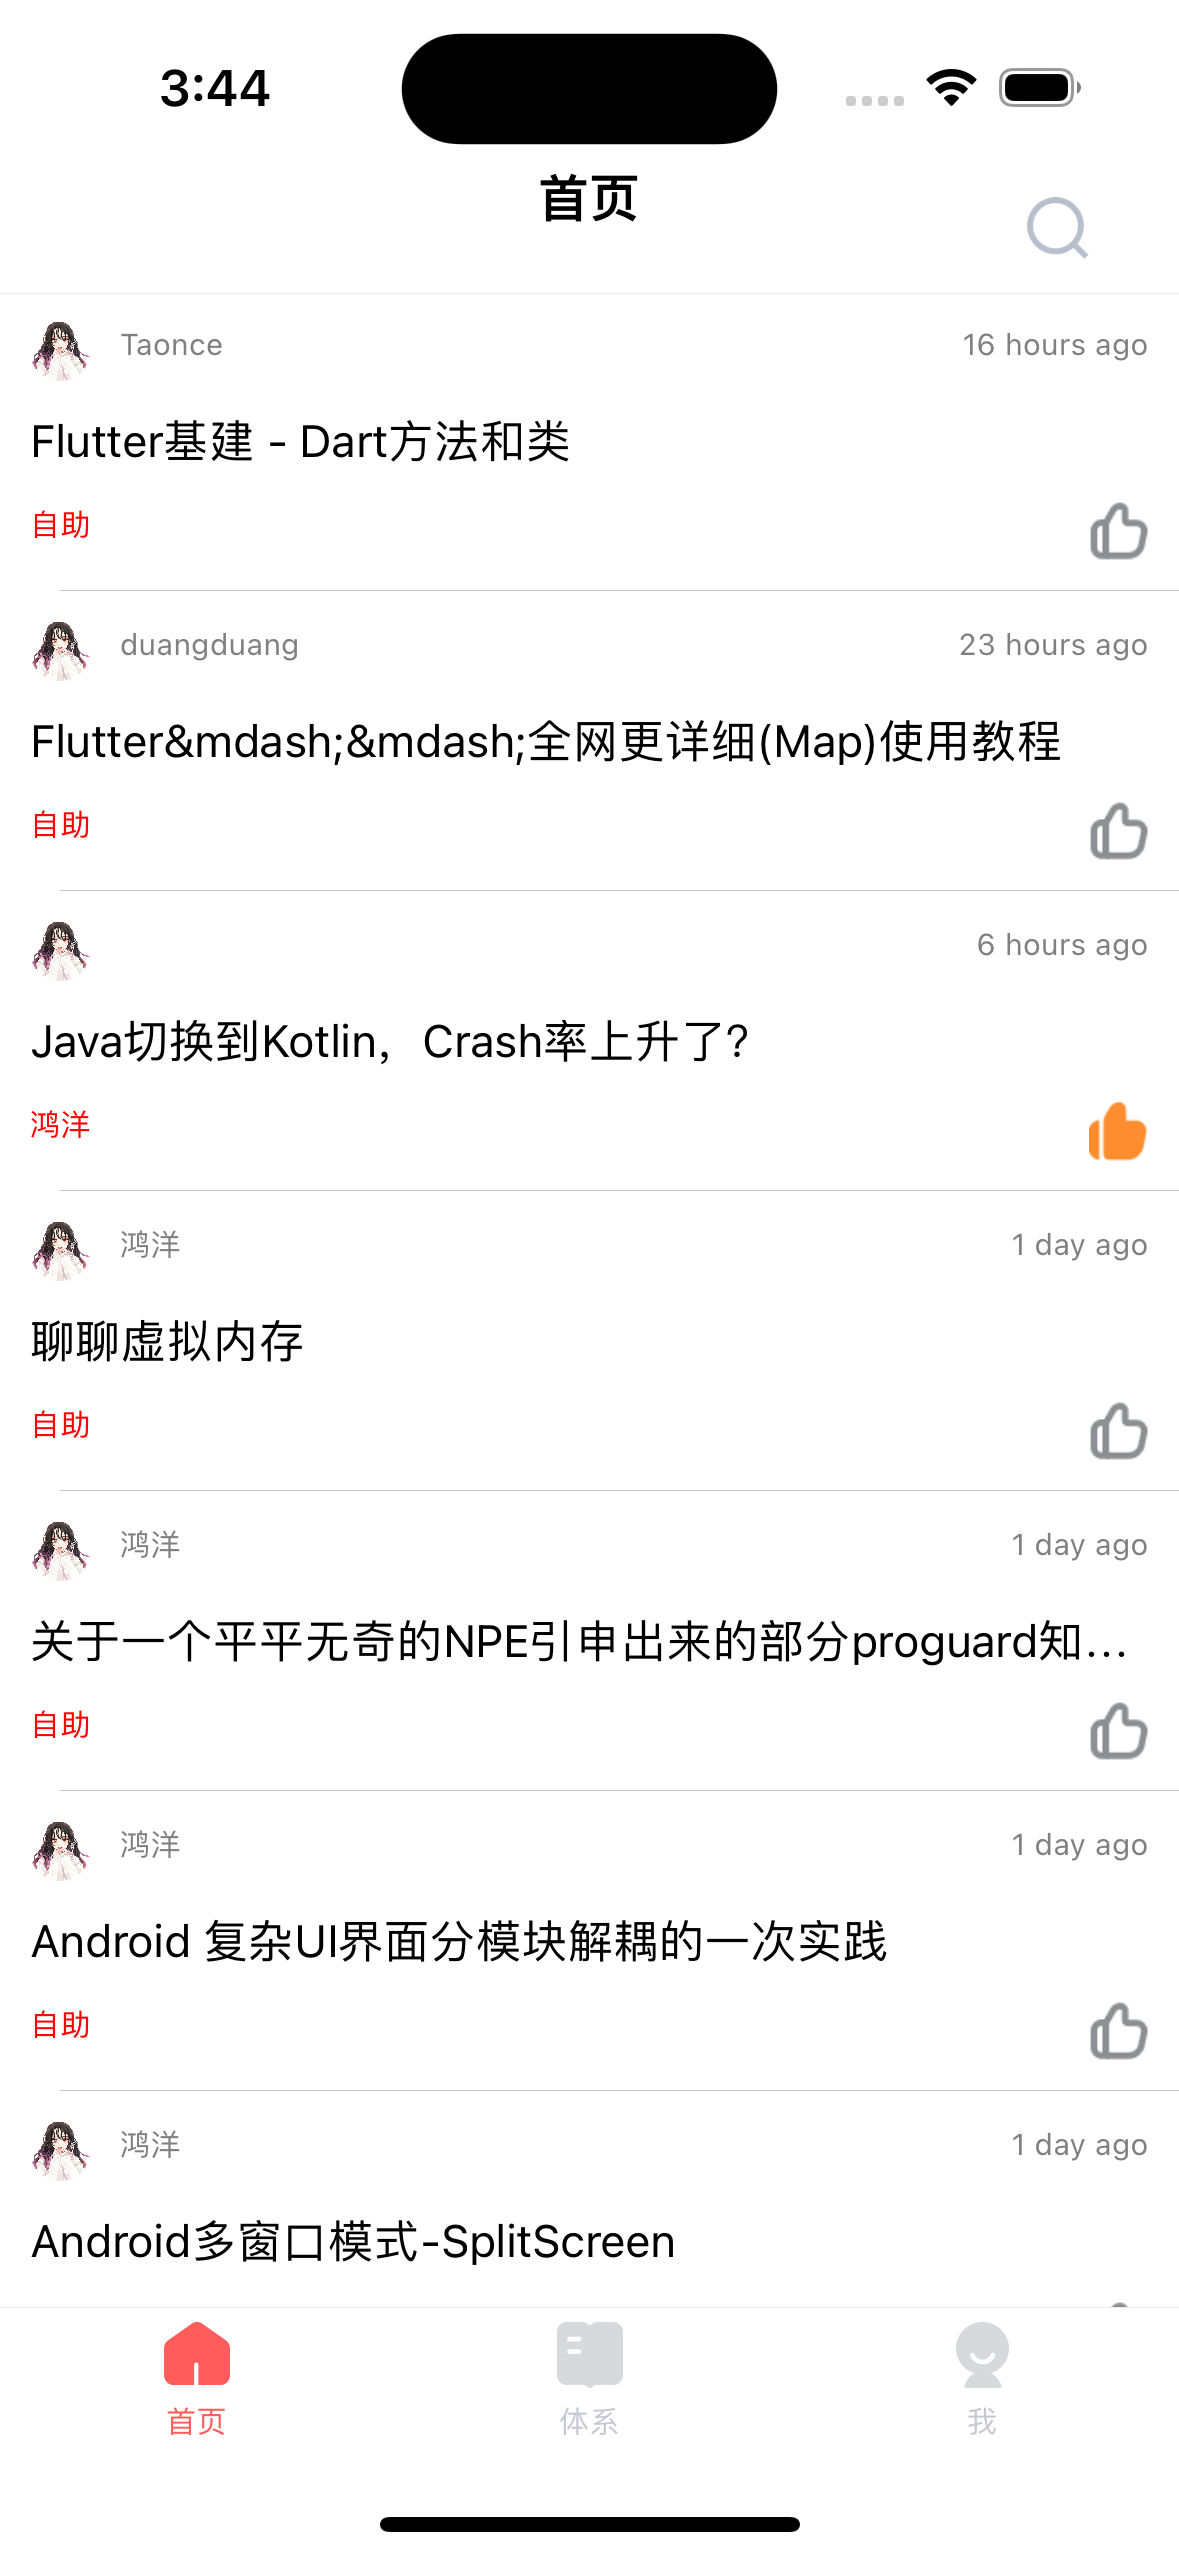 3:44
首页
Taonce 16 hours ago
Flutter基建 - Dart方法和类
自助
duangduang 23 hours ago
Flutter&mdash;&mdash;全网更详细(Map)使用教程
自助
6 hours ago
Java切换到Kotlin，Crash率上升了?
鸿洋
鸿洋 1 day ago
聊聊虚拟内存
自助
鸿洋 1 day ago
关于一个平平无奇的NPE引申出来的部分proguard知...
自助
鸿洋 1 day ago
Android 复杂UI界面分模块解耦的一次实践
自助
鸿洋 1 day ago
Android多窗口模式-SplitScreen
首页 体系 我